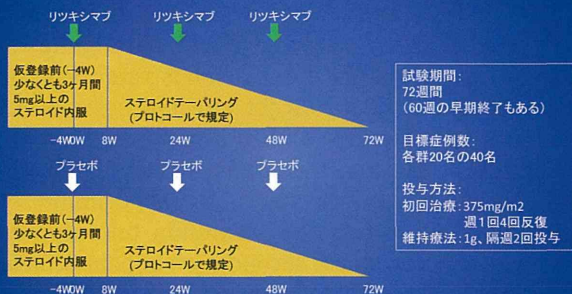 リツキシマブ リツキシマブ リツキシマブ
仮登録前(−4W)
少なくとも3ヶ月間
5mg以上の
ステロイド内服
ステロイドテーパリング
(プロトコールで規定)
−4W0W 8W 24W 48W 72W
プラセボ プラセボ プラセボ
仮登録前(−4W)
少なくとも3ヶ月間
5mg以上の
ステロイド内服
ステロイドテーパリング
(プロトコールで規定)
−4W0W 8W 24W 48W 72W
試験期間:
72週間
(60週の早期終了もある)
目標症例数:
各群20名の40名
投与方法:
初回治療:375mg/m2
週1回4回反復
維持療法:1g、隔週2回投与